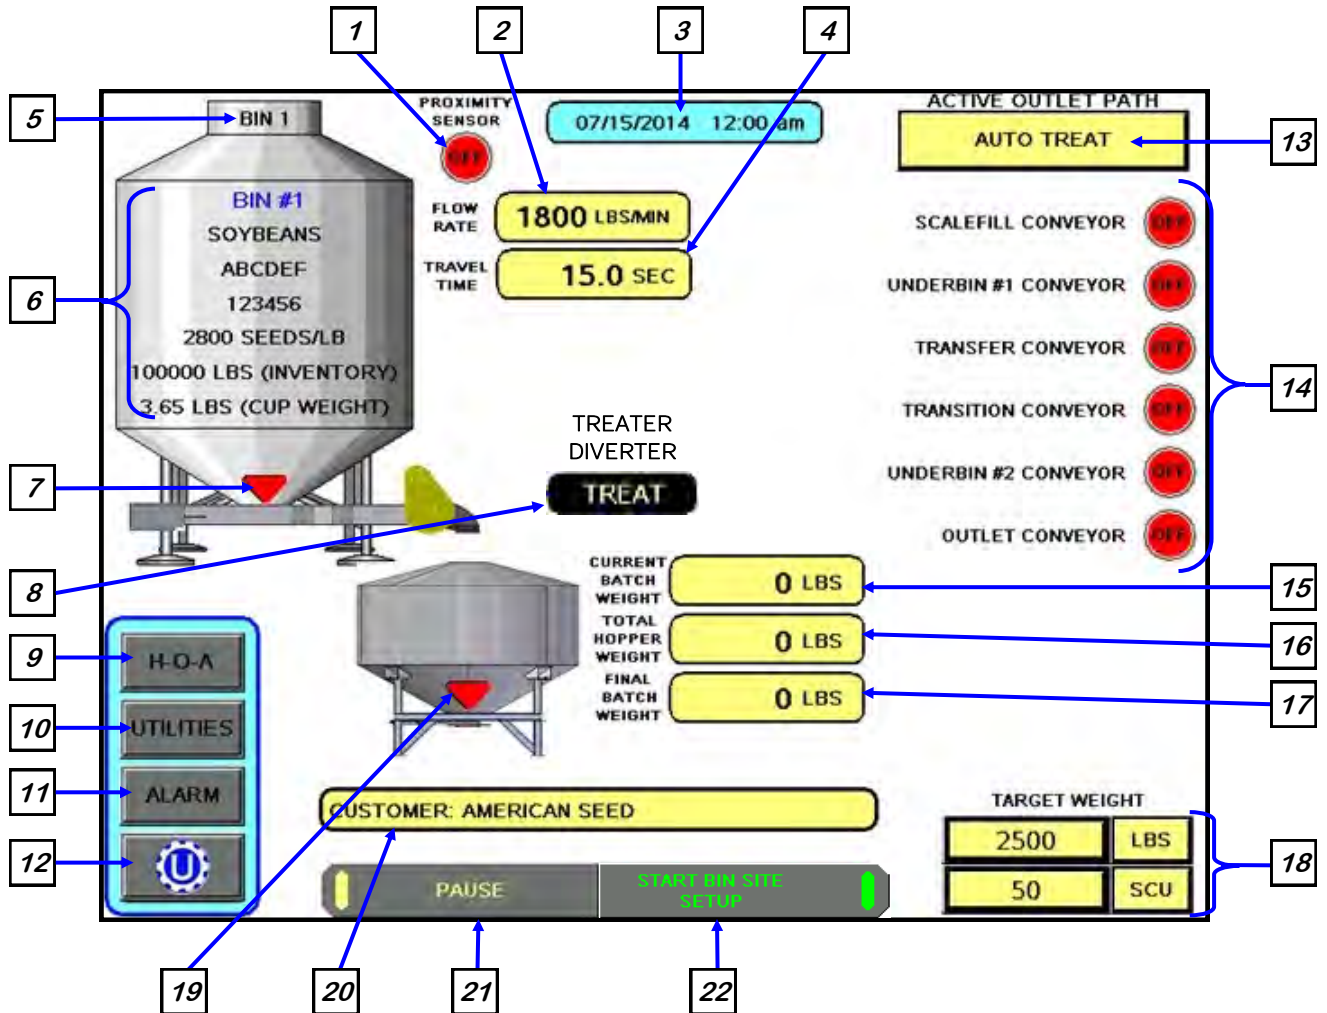 1
2
3
4
5
BIN 1
PROXIMITY
SENSOR
OFF
07/15/2014 12:00 am
ACTIVE OUTLET PATH
AUTO TREAT
13
6
BIN #1
SOYBEANS
ABCDEF
123456
2800 SEEDS/LB
100000 LBS (INVENTORY)
3.65 LBS (CUP WEIGHT)
FLOW
RATE
1800 LBS/MIN
TRAVEL
TIME
15.0 SEC
SCALEFILL CONVEYOR OFF
UNDERBIN #1 CONVEYOR OFF
TRANSFER CONVEYOR OFF
TRANSITION CONVEYOR OFF
UNDERBIN #2 CONVEYOR OFF
OUTLET CONVEYOR OFF
14
7
TREATER
DIVERTER
TREAT
8
CURRENT
BATCH
WEIGHT
0 LBS
15
TOTAL
HOPPER
WEIGHT
0 LBS
16
FINAL
BATCH
WEIGHT
0 LBS
17
9
H-O-A
10
UTILITIES
11
ALARM
12
U
CUSTOMER: AMERICAN SEED
TARGET WEIGHT
2500 LBS
50 SCU
18
PAUSE
START BIN SITE
SETUP
19
20
21
22